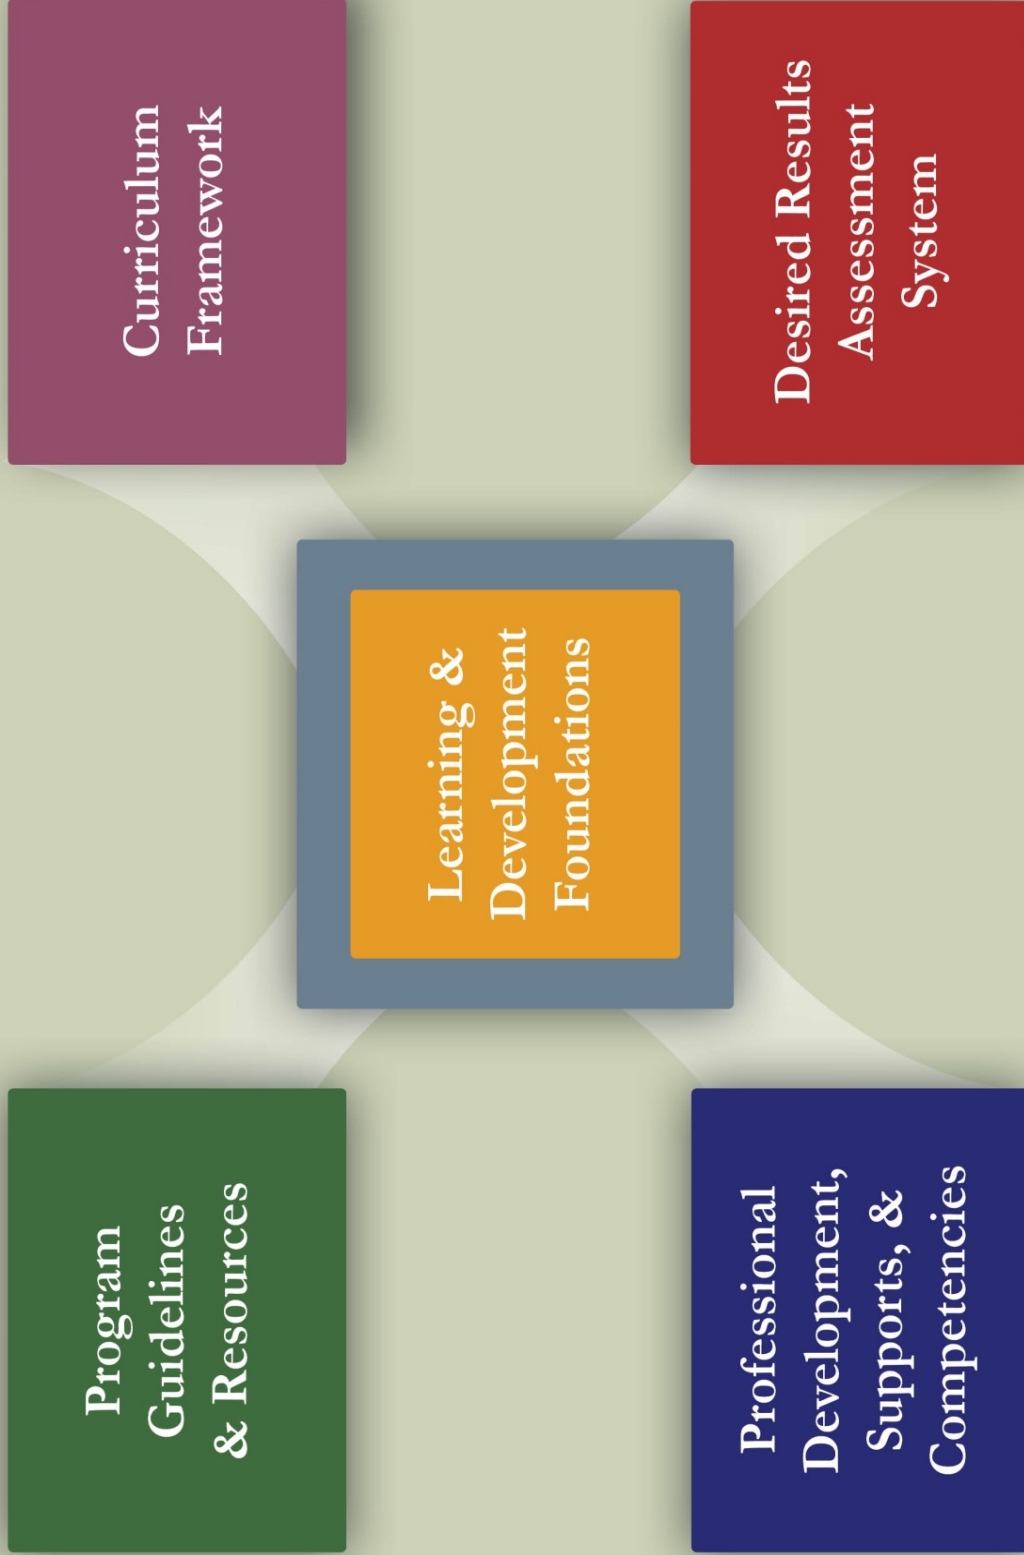 Program
Guidelines
& Resources
Curriculum
Framework
Learning &
Development
Foundations
Professional
Development,
Supports, &
Competencies
Desired Results
Assessment
System